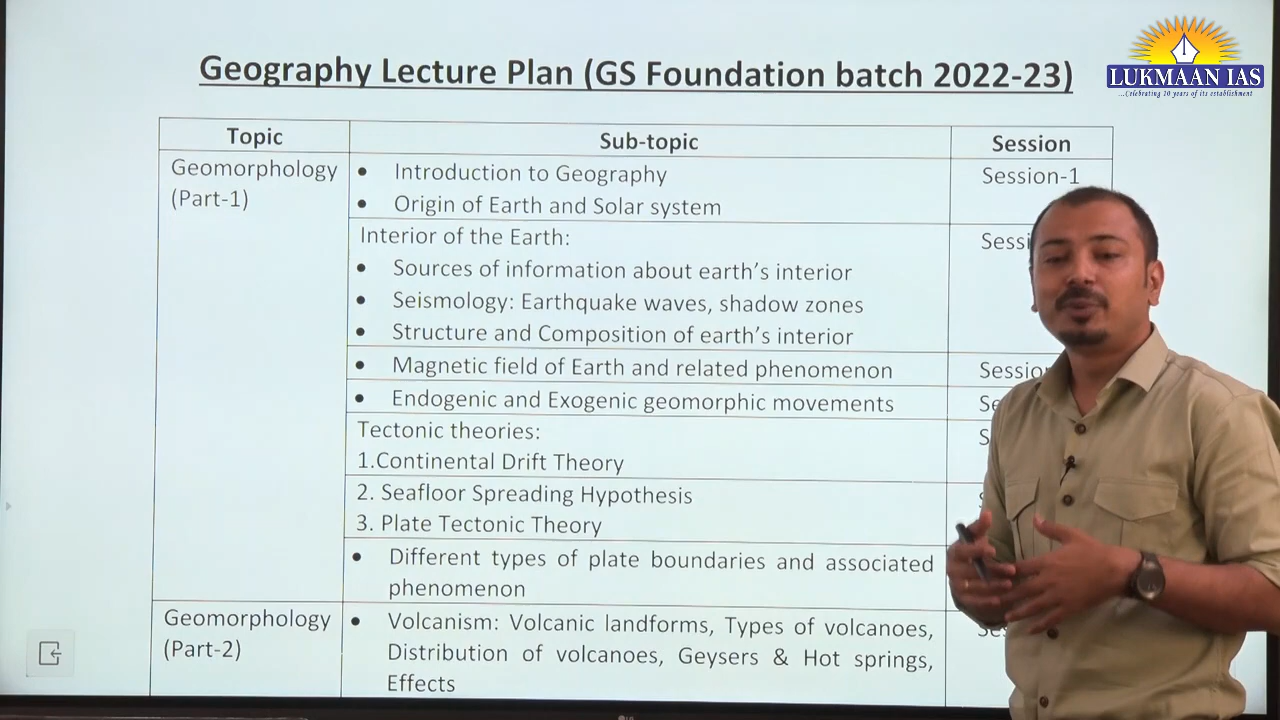 Geography Lecture Plan (GS Foundation batch 2022-23)
LUKMAAN IAS
...Celebrating 10 years of its establishment
Topic Sub-topic Session
Geomorphology • Introduction to Geography Session-1
(Part-1) • Origin of Earth and Solar system
Interior of the Earth:
• Sources of information about earth's interior
• Seismology: Earthquake waves, shadow zones
• Structure and Composition of earth's interior
• Magnetic field of Earth and related phenomenon
• Endogenic and Exogenic geomorphic movements
Tectonic theories:
1.Continental Drift Theory
2. Seafloor Spreading Hypothesis
3. Plate Tectonic Theory
• Different types of plate boundaries and associated
phenomenon
Geomorphology • Volcanism: Volcanic landforms, Types of volcanoes,
(Part-2) Distribution of volcanoes, Geysers & Hot springs,
Effects
LG